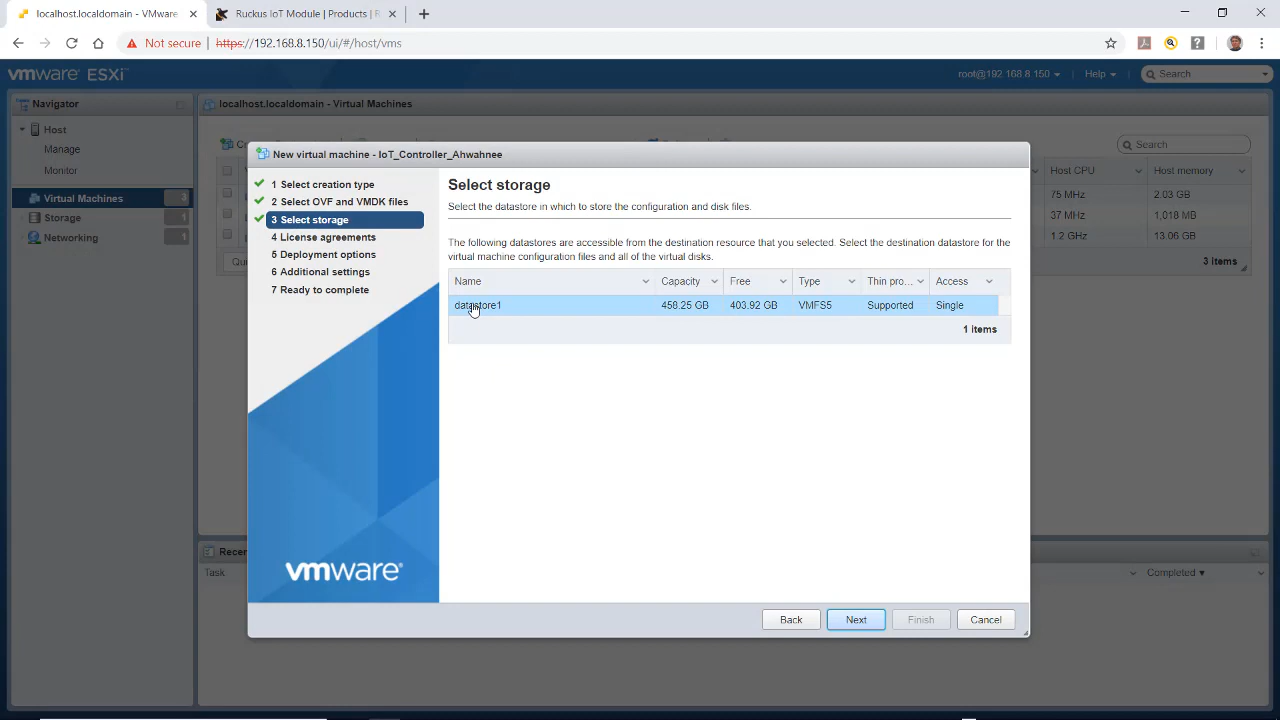 localhost.localdomain - VMware
Ruckus IoT Module | Products | R
Not secure
https://192.168.8.150/ui/#/host/vms
vmware ESXi
root@192.168.8.150
Help
Search
Navigator
Host
Manage
Monitor
Virtual Machines 3
Storage 1
Networking 1
localhost.localdomain - Virtual Machines
Search
Host CPU
Host memory
75 MHz
2.03 GB
37 MHz
1,018 MB
1.2 GHz
13.06 GB
3 items
New virtual machine - IoT_Controller_Ahwahnee
1 Select creation type
2 Select OVF and VMDK files
3 Select storage
4 License agreements
5 Deployment options
6 Additional settings
7 Ready to complete
vmware
Select storage
Select the datastore in which to store the configuration and disk files.
The following datastores are accessible from the destination resource that you selected. Select the destination datastore for the
virtual machine configuration files and all of the virtual disks.
Name Capacity Free Type Thin pro... Access
datastore1 458.25 GB 403.92 GB VMFS5 Supported Single
1 items
Back
Next
Finish
Cancel
Task
Completed